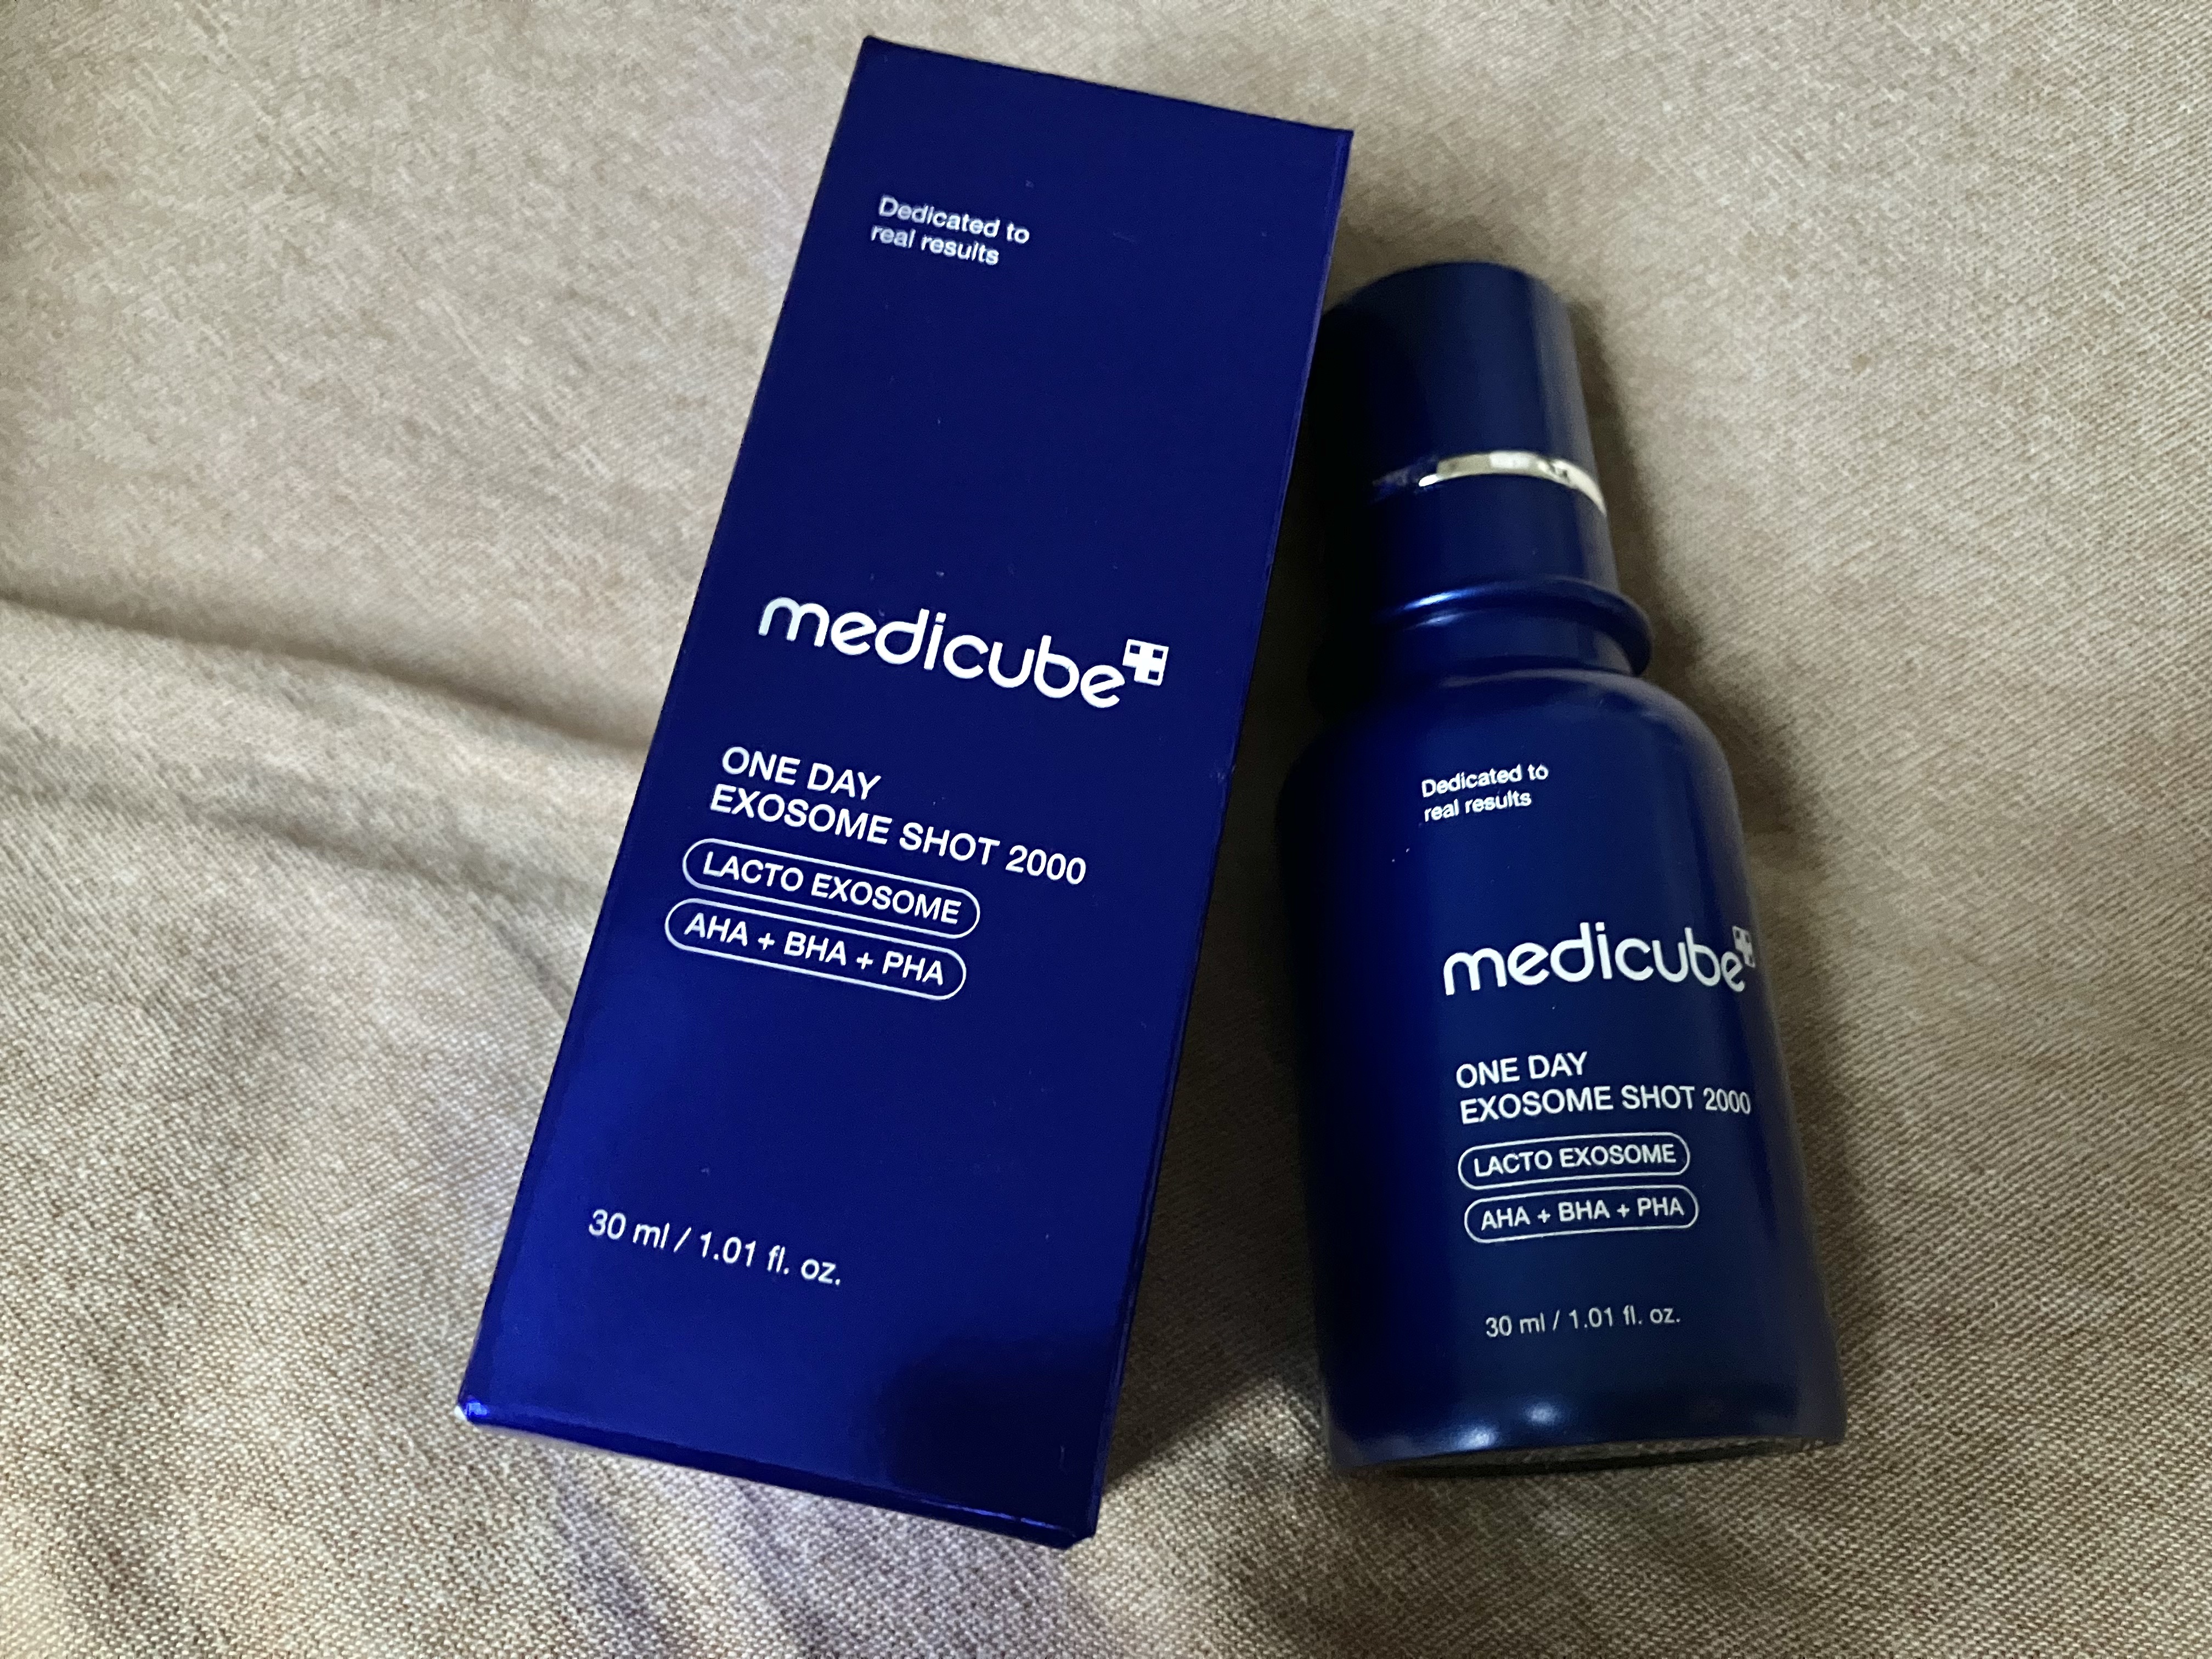 Dedicated to
real results
medicube
ONE DAY
EXOSOME SHOT 2000
LACTO EXOSOME
AHA + BHA + PHA
30 ml / 1.01 fl. oz.
Dedicated to
real results
medicube
ONE DAY
EXOSOME SHOT 2000
LACTO EXOSOME
AHA + BHA + PHA
30 ml / 1.01 fl. oz.